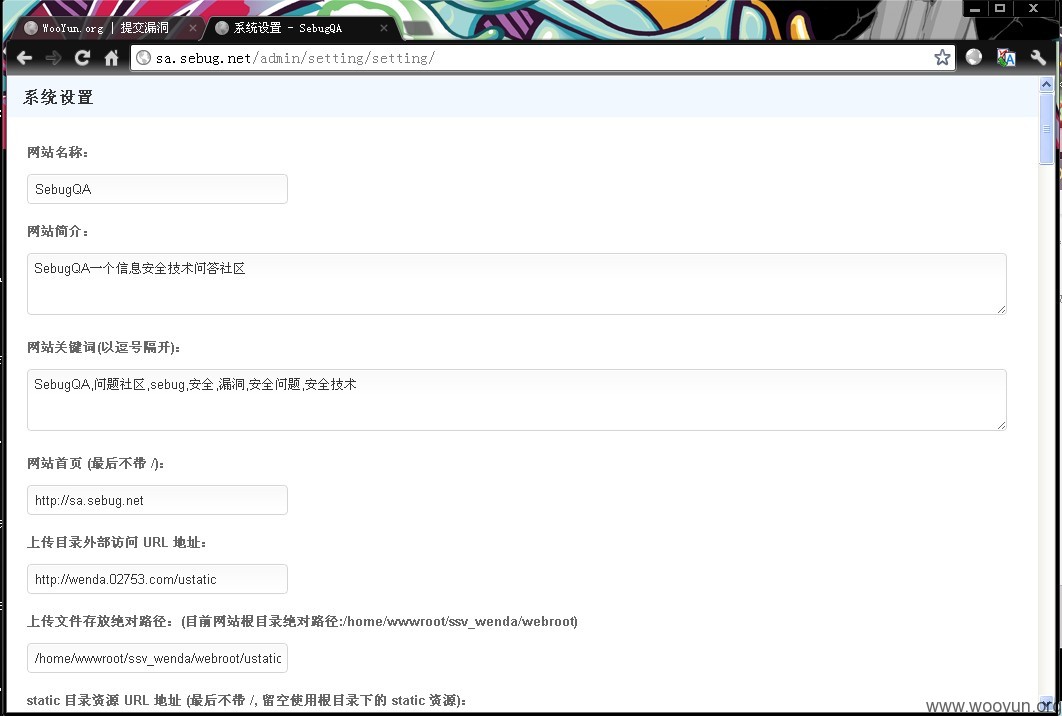 WooYun.org | 提交漏洞
系统设置 - SebugQA
sa.sebug.net/admin/setting/setting/
系统设置
网站名称:
SebugQA
网站简介:
SebugQA一个信息安全技术问答社区
网站关键词(以逗号隔开):
SebugQA,问题社区,sebug,安全,漏洞,安全问题,安全技术
网站首页 (最后不带 /):
http://sa.sebug.net
上传目录外部访问 URL 地址:
http://wenda.02753.com/ustatic
上传文件存放绝对路径: (目前网站根目录绝对路径:/home/wwwroot/ssv_wenda/webroot)
/home/wwwroot/ssv_wenda/webroot/ustatic
static 目录资源 URL 地址 (最后不带 /, 留空使用根目录下的 static 资源):
www.wooyun.org